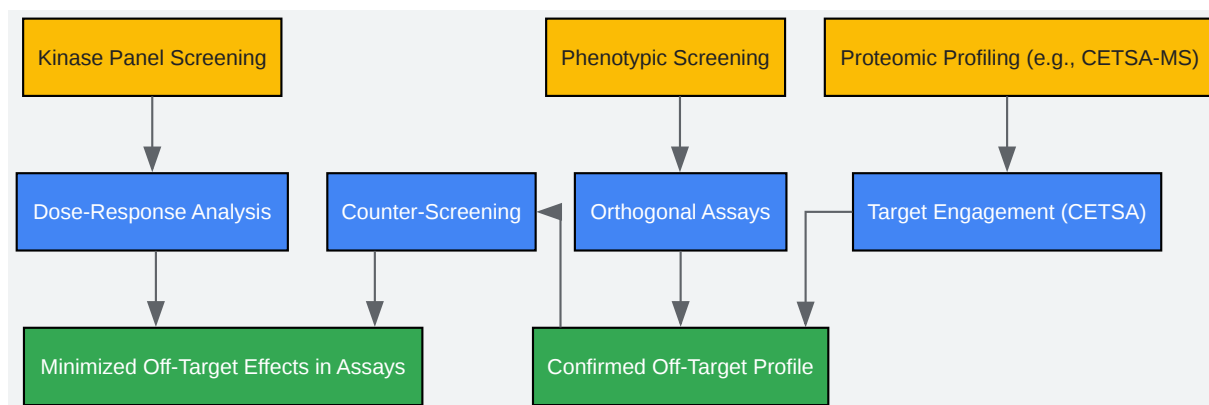 Kinase Panel Screening
Phenotypic Screening
Proteomic Profiling (e.g., CETSA-MS)
Dose-Response Analysis
Counter-Screening
Orthogonal Assays
Target Engagement (CETSA)
Minimized Off-Target Effects in Assays
Confirmed Off-Target Profile